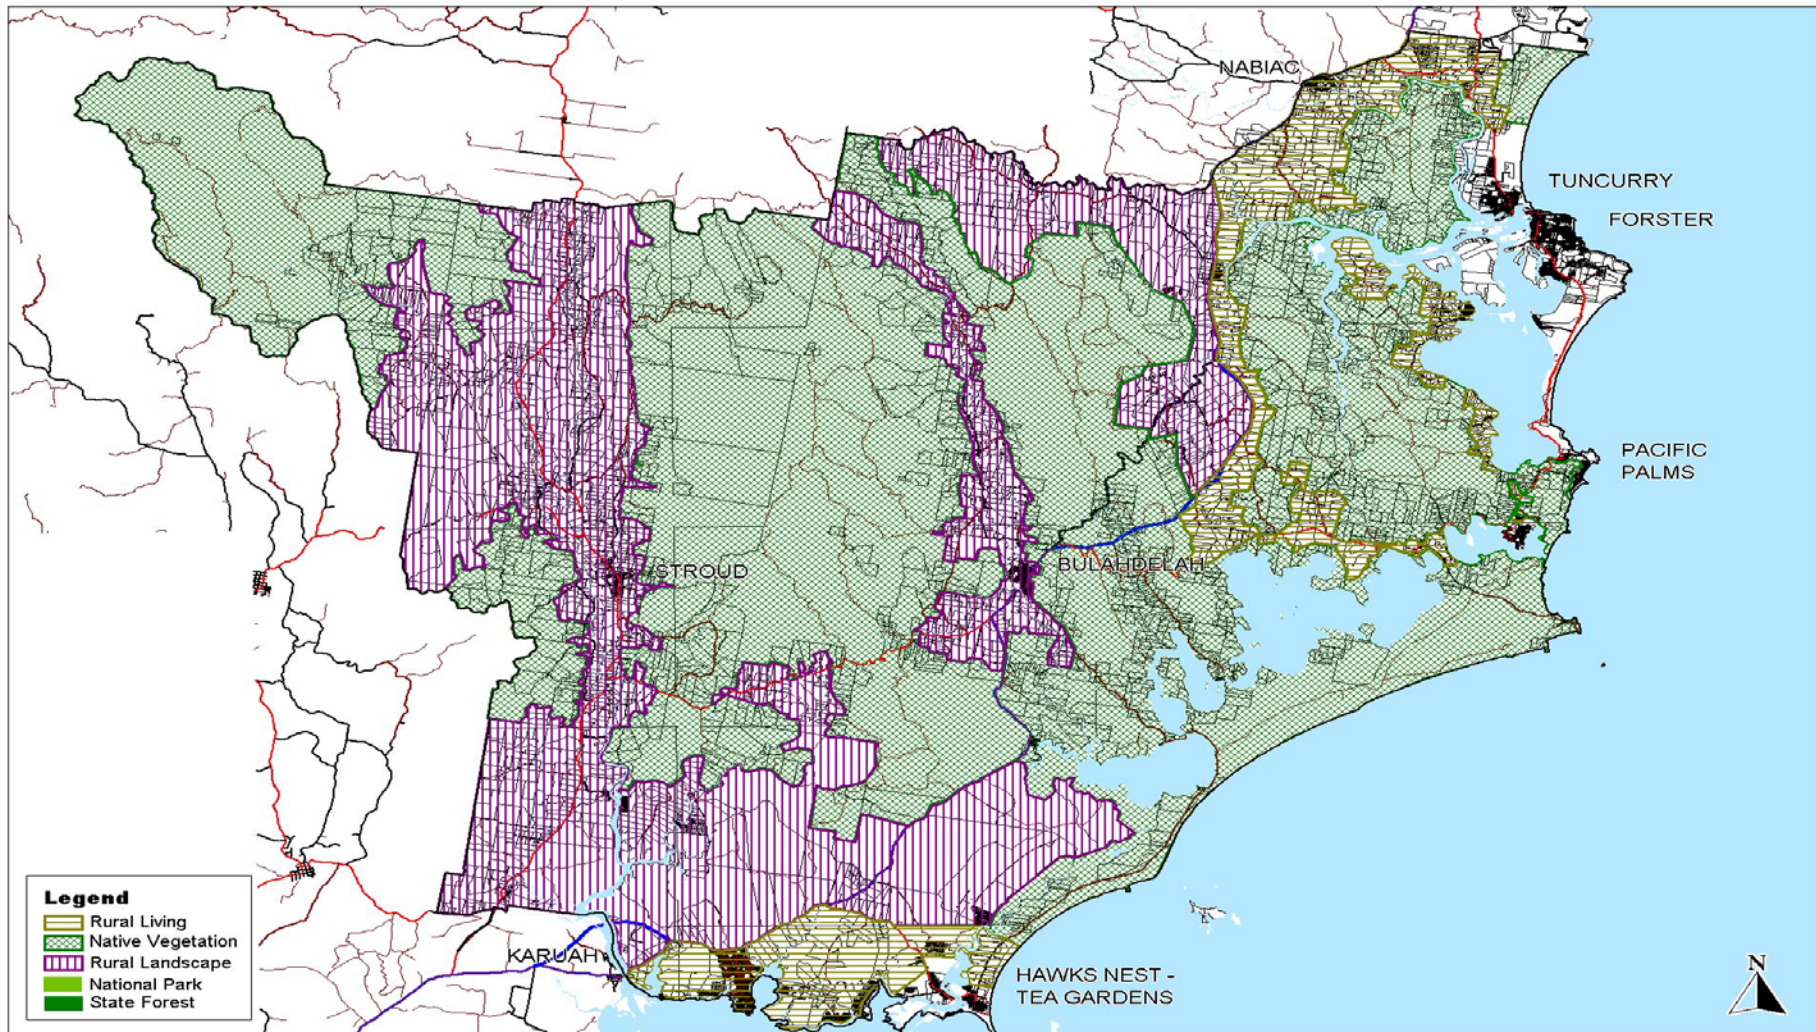 NABIAC
TUNCURRY
FORSTER
PACIFIC
PALMS
STROUD
BULAHDELAH
KARUAH
HAWKS NEST -
TEA GARDENS
N
Legend
Rural Living
Native Vegetation
Rural Landscape
National Park
State Forest